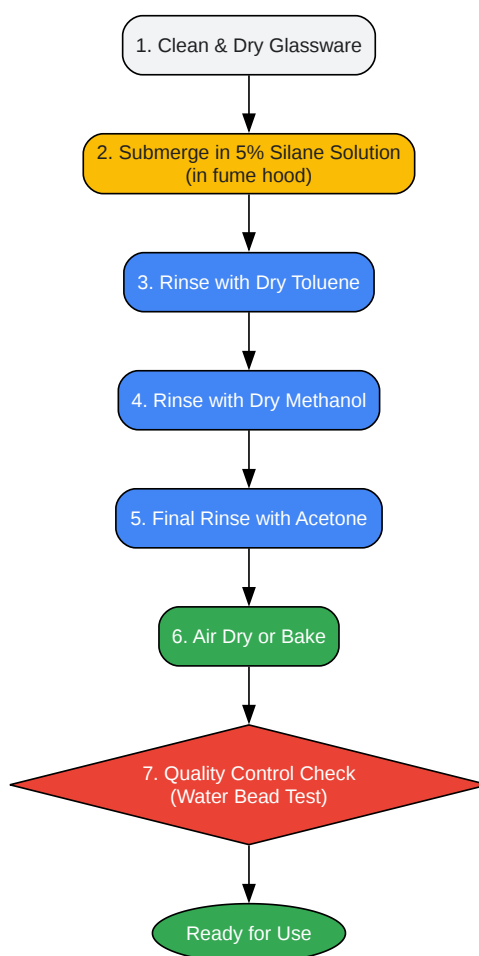 1. Clean & Dry Glassware
2. Submerge in 5% Silane Solution
(in fume hood)
3. Rinse with Dry Toluene
4. Rinse with Dry Methanol
5. Final Rinse with Acetone
6. Air Dry or Bake
7. Quality Control Check
(Water Bead Test)
Ready for Use